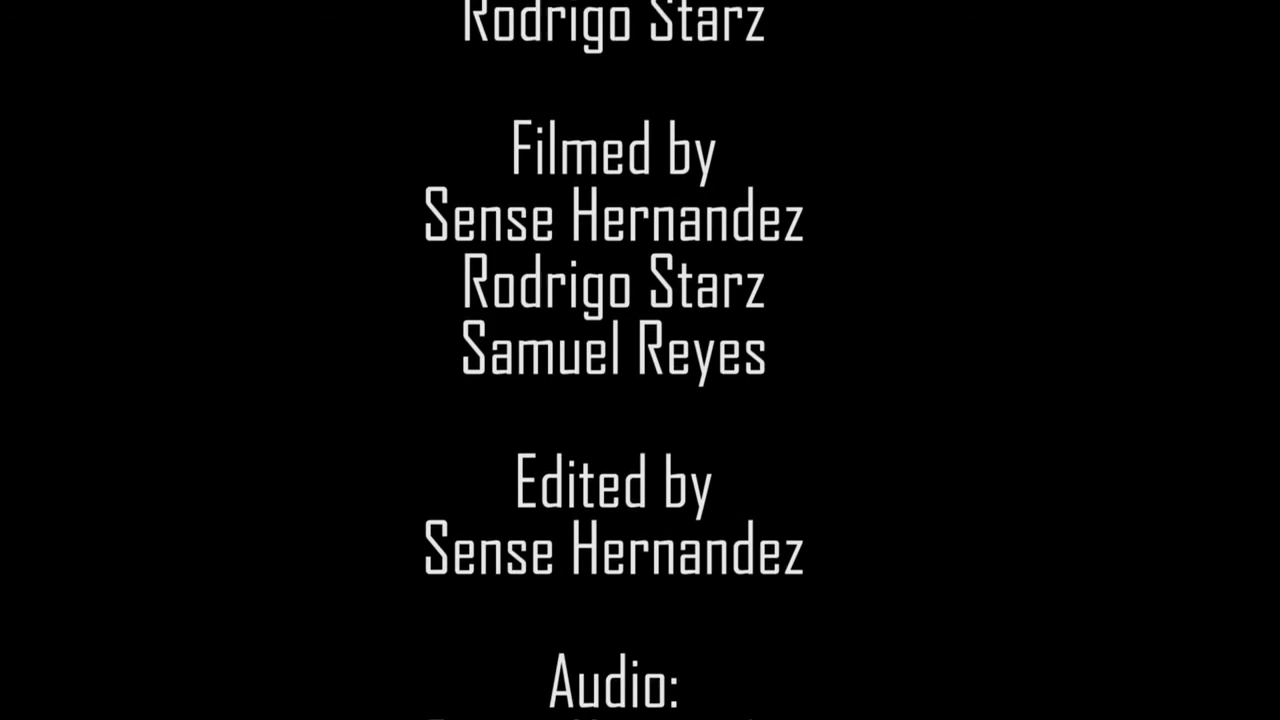 Rodrigo Starz
Filmed by
Sense Hernandez
Rodrigo Starz
Samuel Reyes
Edited by
Sense Hernandez
Audio: